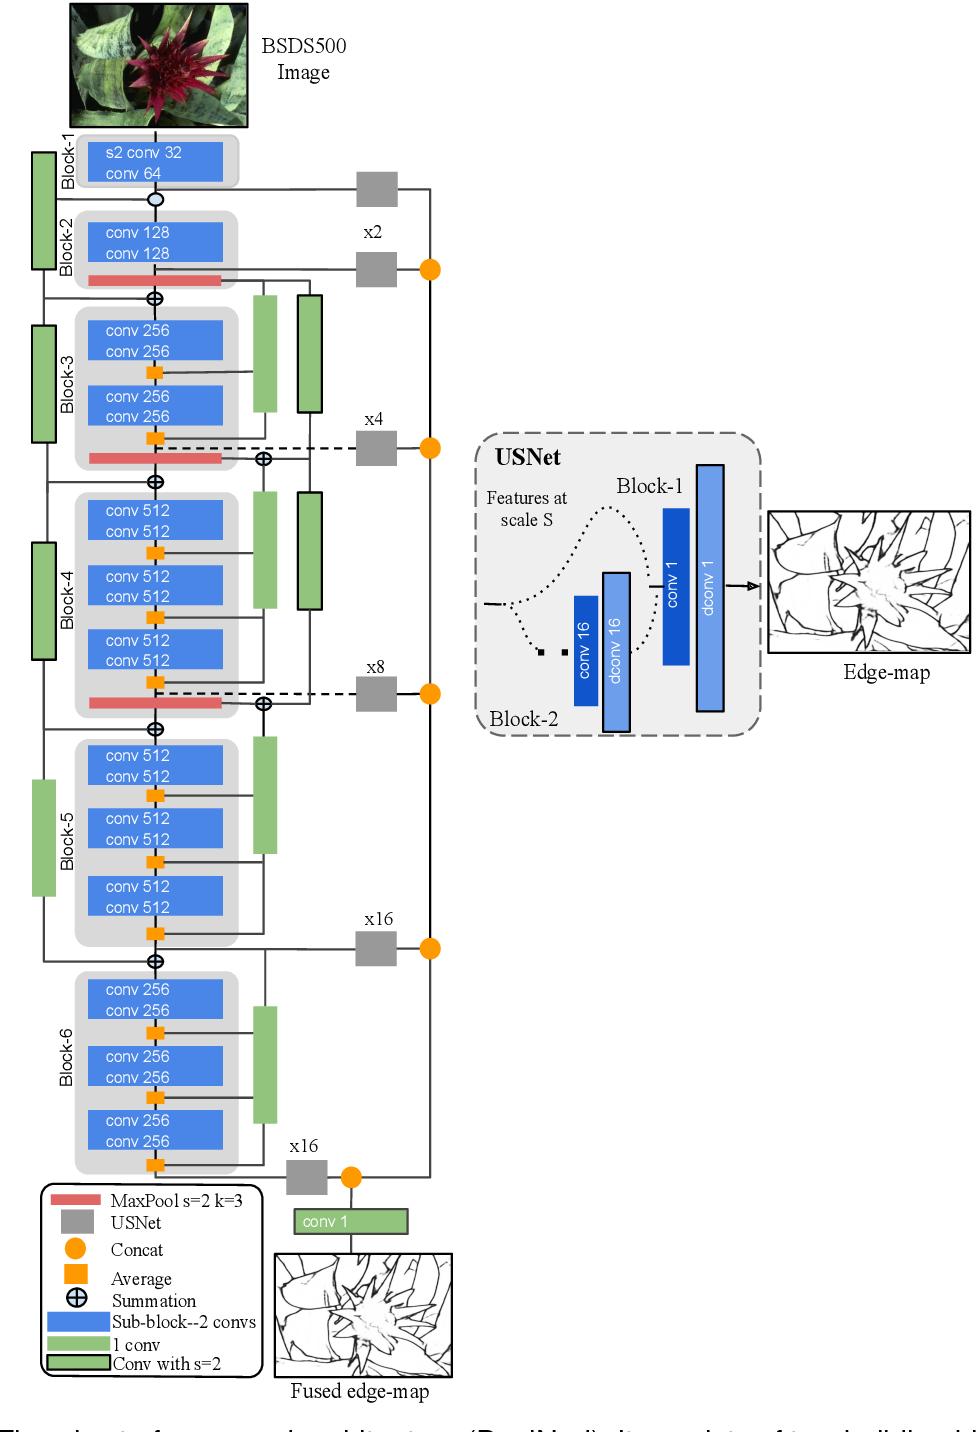 BSDS500
Image
Block-1
s2 conv 32
conv 64
x2
Block-2
conv 128
conv 128
Block-3
conv 256
conv 256
conv 256
conv 256
x4
Block-4
conv 512
conv 512
conv 512
conv 512
conv 512
conv 512
x8
Block-5
conv 512
conv 512
conv 512
conv 512
conv 512
conv 512
x16
Block-6
conv 256
conv 256
conv 256
conv 256
conv 256
conv 256
x16
conv 1
Fused edge-map
USNet
Features at
scale S
Block-1
conv 1
dconv 1
conv 16
dconv 16
Block-2
Edge-map
MaxPool s=2 k=3
USNet
Concat
Average
Summation
Sub-block--2 convs
1 conv
Conv with s=2